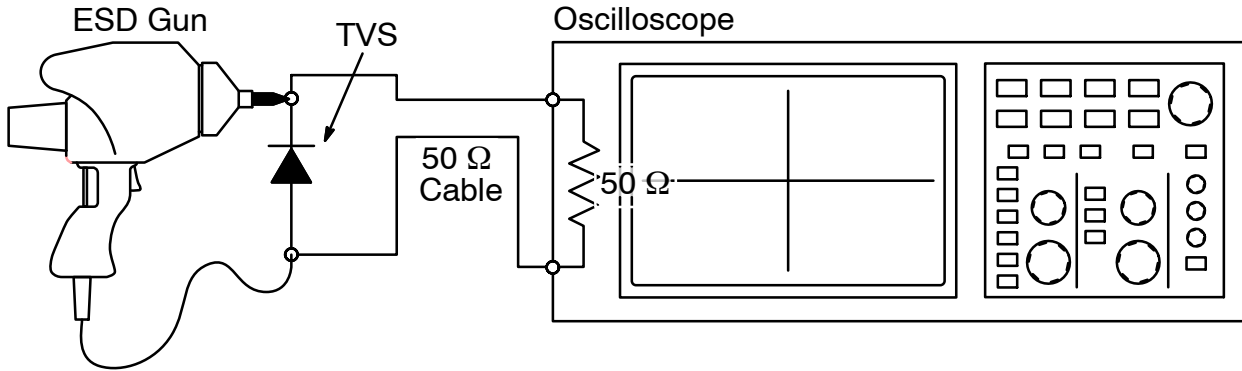 ESD Gun
Oscilloscope
TVS
50 Ω
Cable
50 Ω